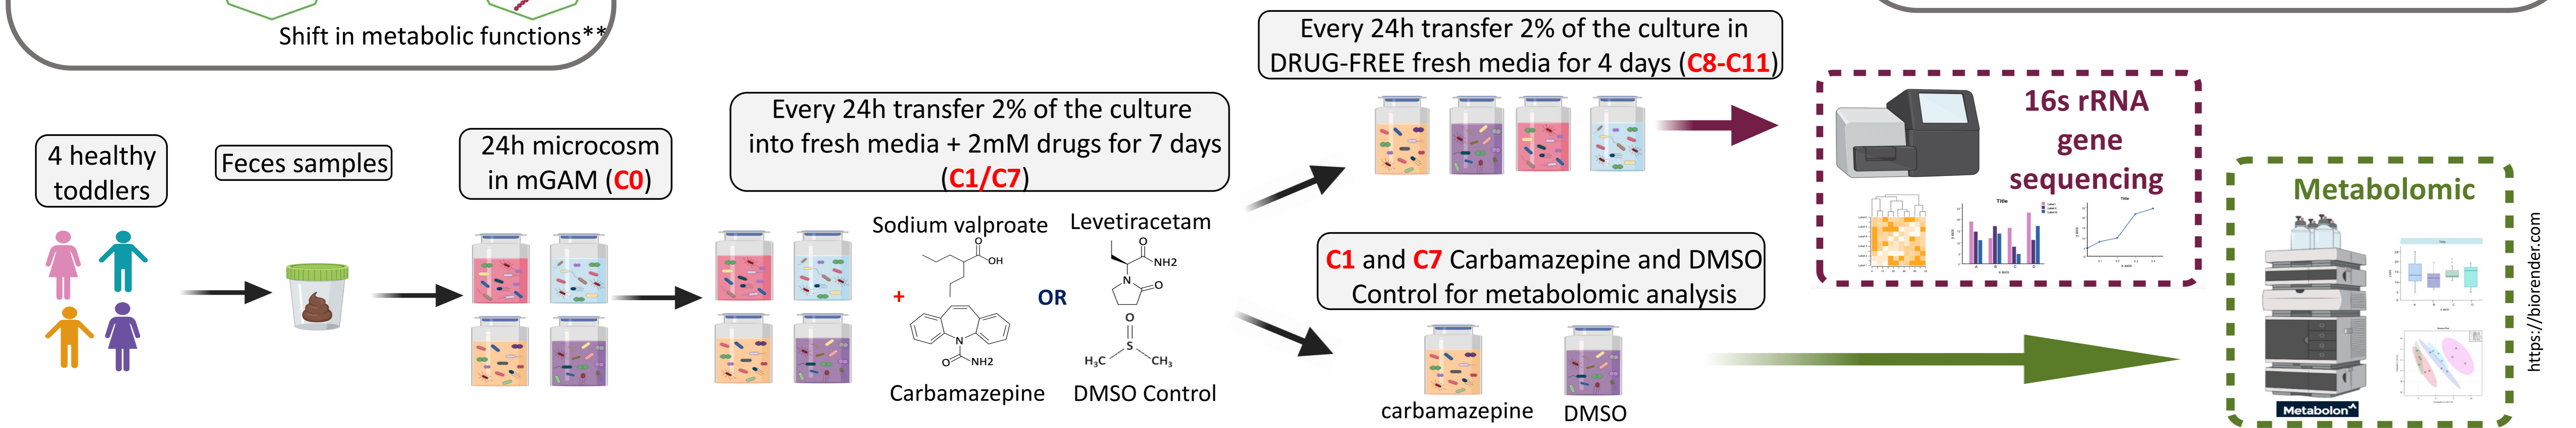 Shift in metabolic functions**
4 healthy
toddlers
Feces samples
24h microcosm
in mGAM (C0)
Every 24h transfer 2% of the culture
into fresh media + 2mM drugs for 7 days
(C1/C7)
Sodium valproate
O
OH
+
N
O
NH2
Carbamazepine
OR
Levetiracetam
O
NH2
N
O
O
S
H₃C
CH₃
DMSO Control
Every 24h transfer 2% of the culture in
DRUG-FREE fresh media for 4 days (C8-C11)
C1 and C7 Carbamazepine and DMSO
Control for metabolomic analysis
carbamazepine
DMSO
16s rRNA
gene
sequencing
Title
Title
Metabolomic
Metabolon
https://biorender.com